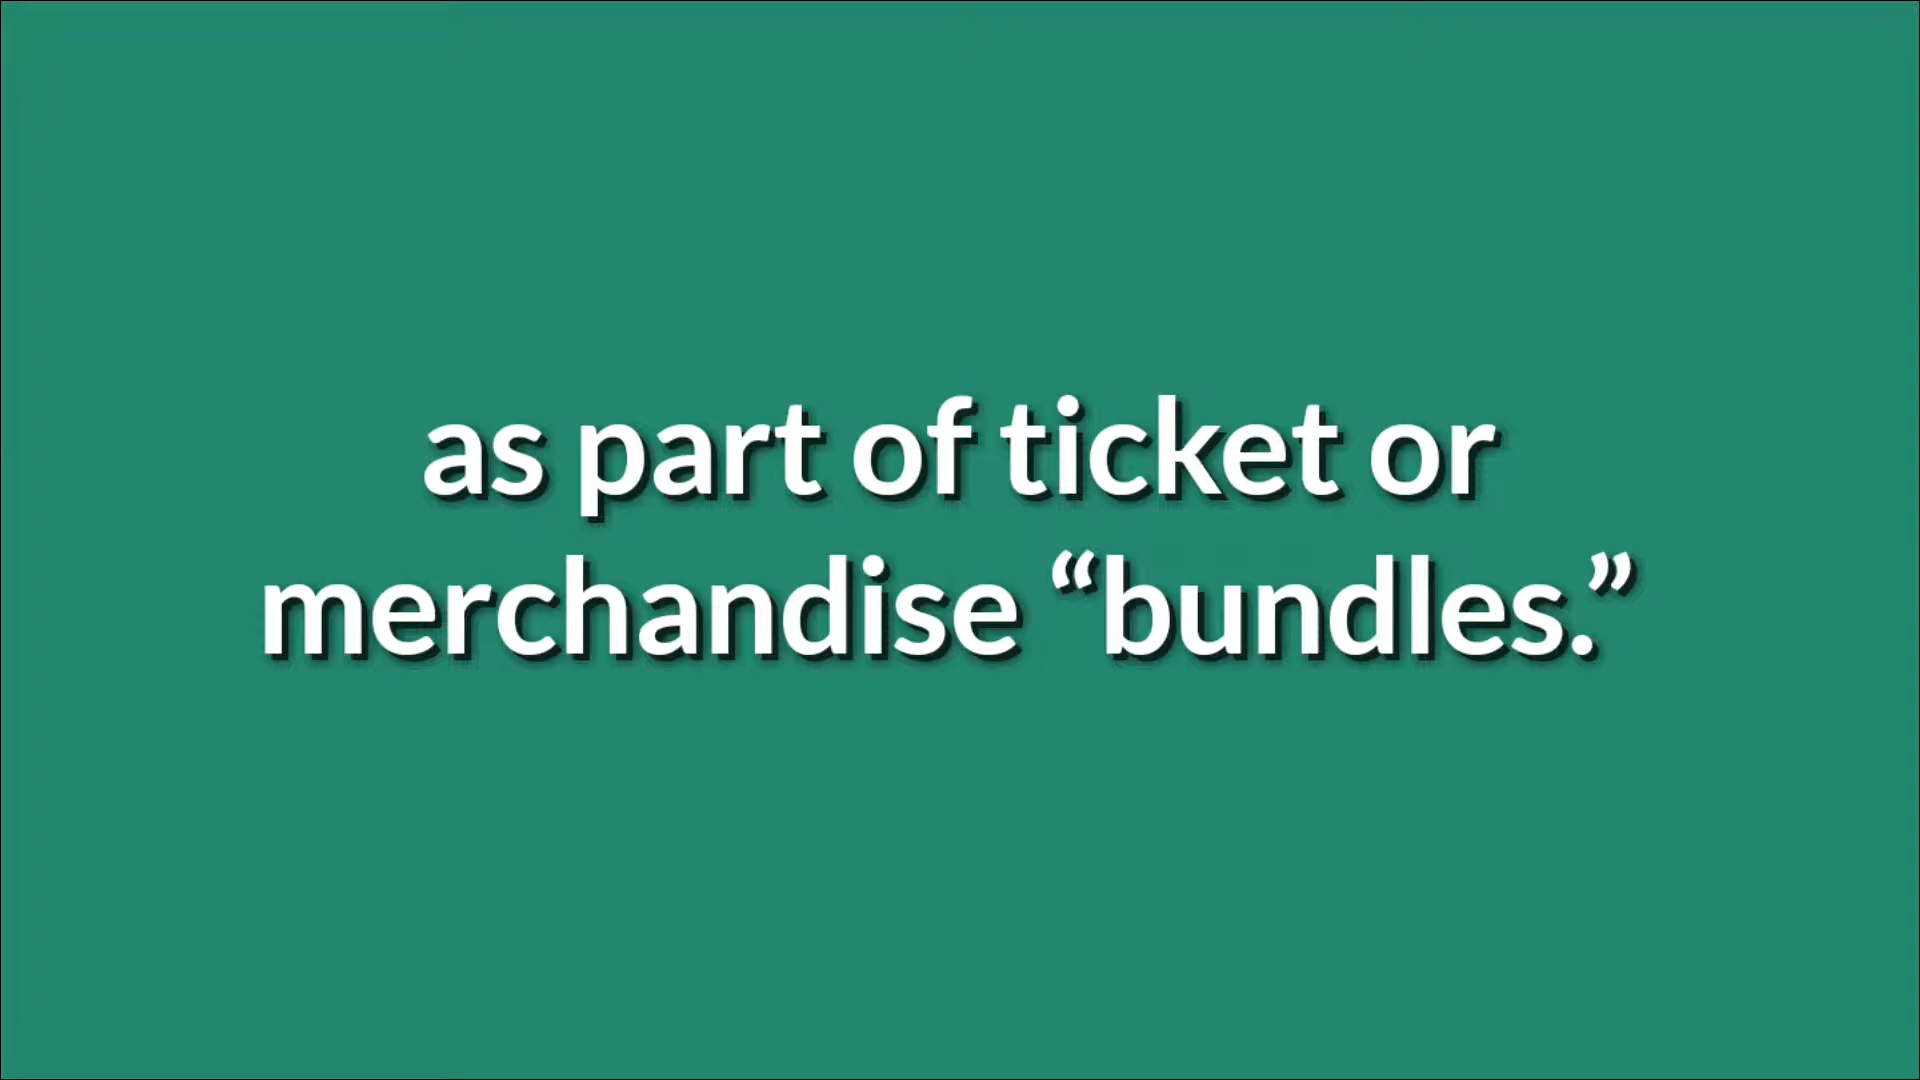 as part of ticket or
merchandise “bundles.”